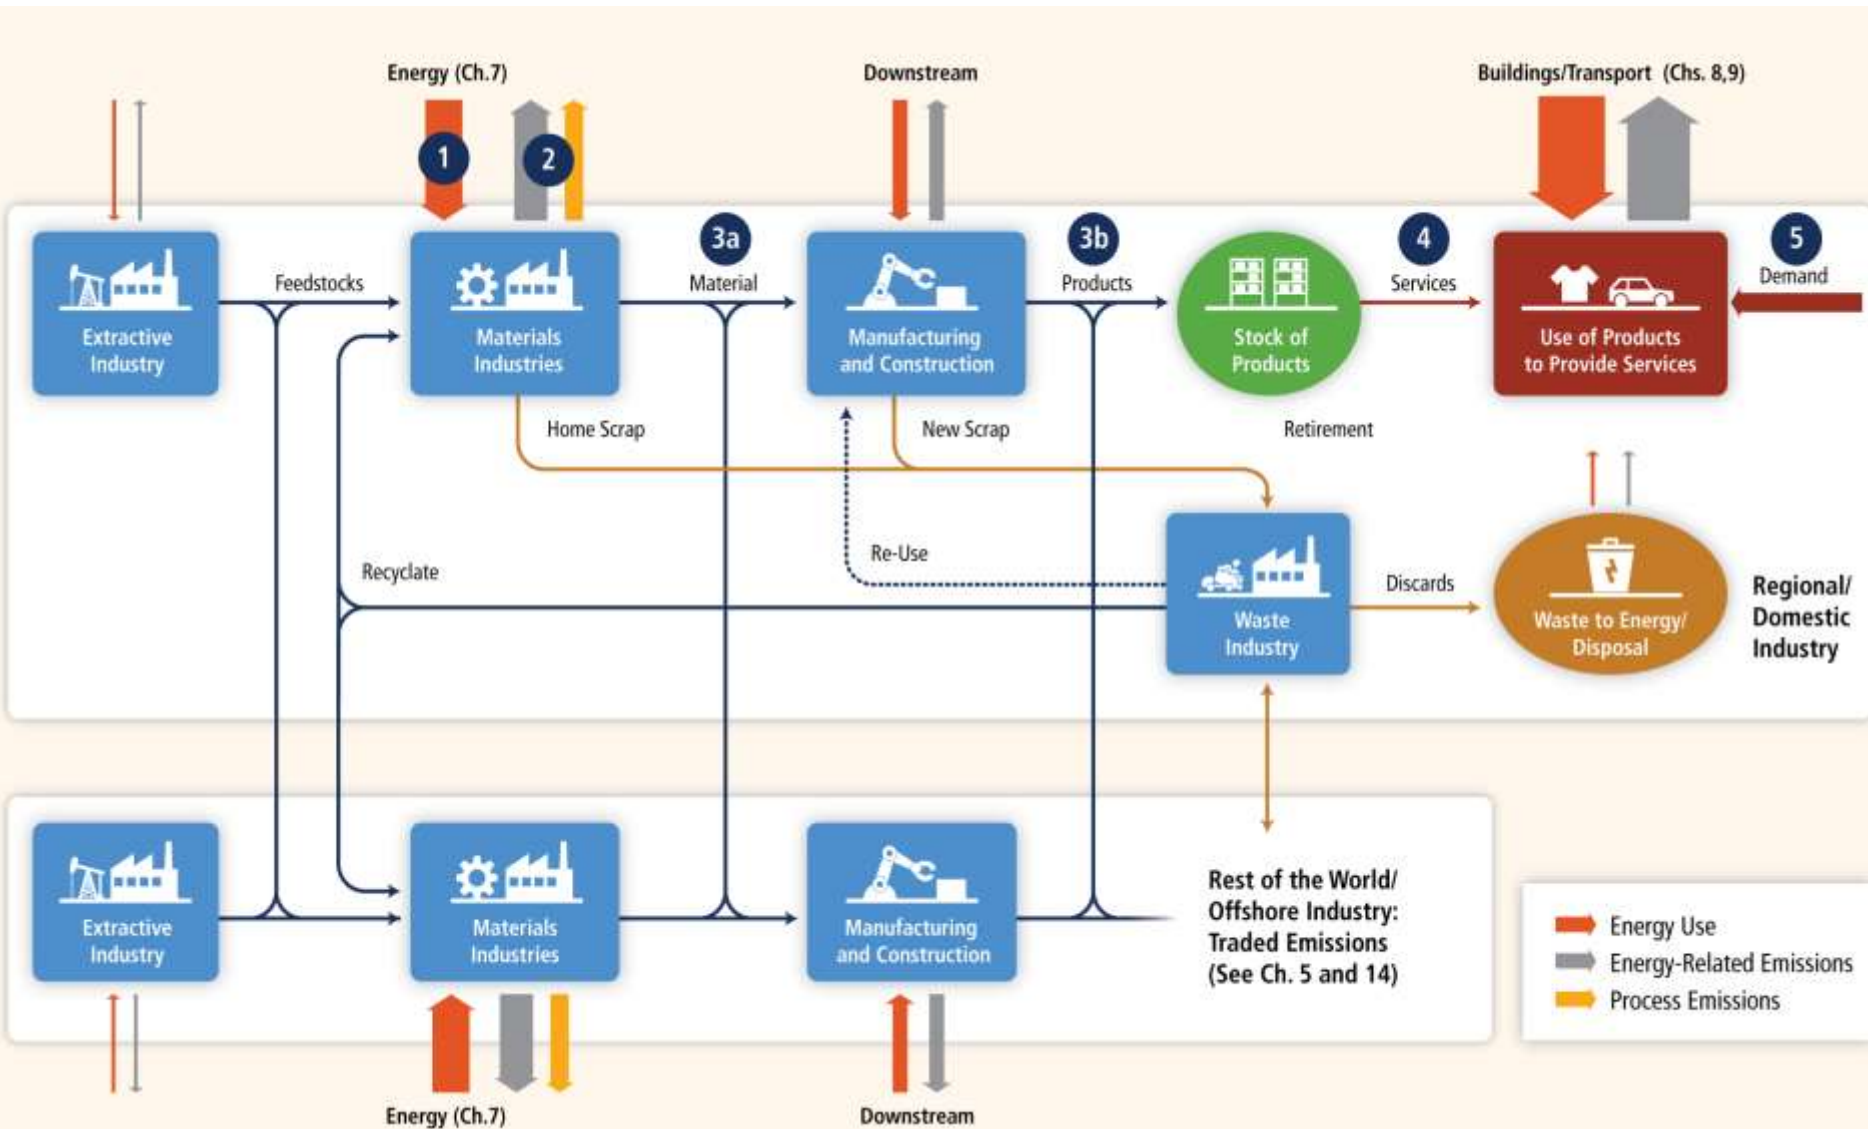 Energy (Ch.7)
Downstream
Buildings/Transport (Chs. 8,9)
1
2
3a
3b
4
5
Extractive
Industry
Feedstocks
Materials
Industries
Material
Manufacturing
and Construction
Products
Stock of
Products
Services
Use of Products
to Provide Services
Demand
Home Scrap
New Scrap
Retirement
Recyclate
Re-Use
Waste
Industry
Discards
Waste to Energy/
Disposal
Regional/
Domestic
Industry
Extractive
Industry
Materials
Industries
Manufacturing
and Construction
Rest of the World/
Offshore Industry:
Traded Emissions
(See Ch. 5 and 14)
Energy Use
Energy-Related Emissions
Process Emissions
Energy (Ch.7)
Downstream